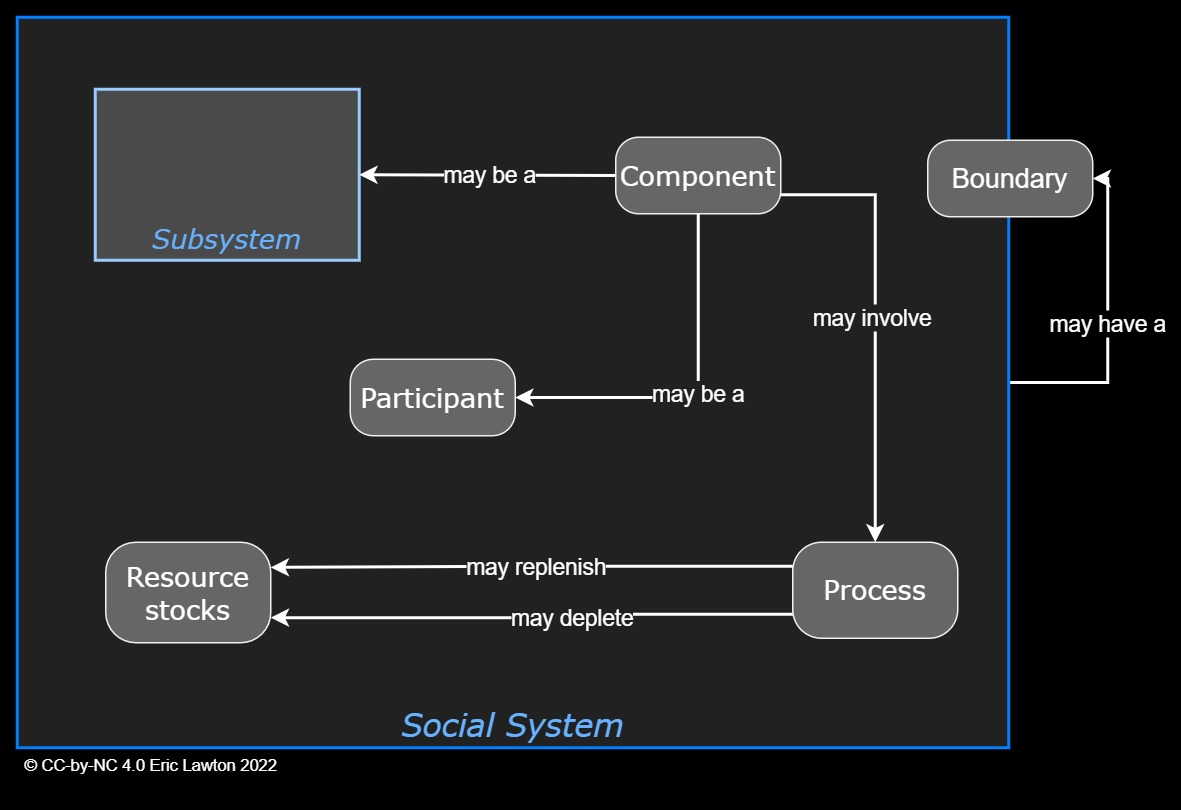 may be a
Component
Boundary
Subsystem
may involve
may have a
Participant
may be a
Resource
stocks
may replenish
Process
may deplete
Social System
© CC-by-NC 4.0 Eric Lawton 2022